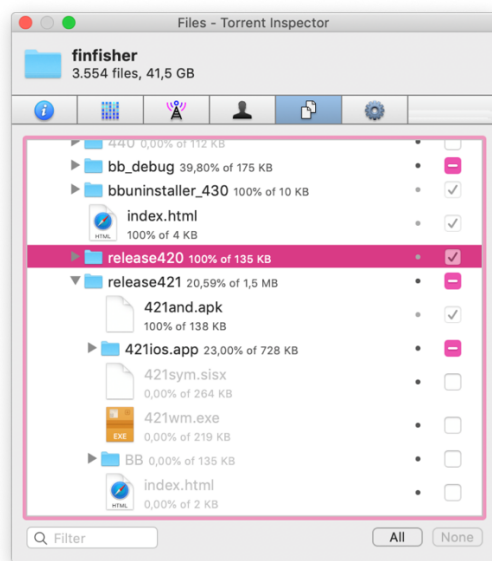 Files - Torrent Inspector
finfisher
3.554 files, 41,5 GB
440 0,00% of 112 KB
bb_debug 39,80% of 175 KB
bbuninstaller_430 100% of 10 KB
index.html
HTML
100% of 4 KB
release420 100% of 135 KB
release421 20,59% of 1,5 MB
421and.apk
100% of 138 KB
421ios.app 23,00% of 728 KB
421sym.sisx
0,00% of 264 KB
421wm.exe
EXE
0,00% of 219 KB
BB 0,00% of 135 KB
index.html
HTML
0,00% of 2 KB
Filter
All
None